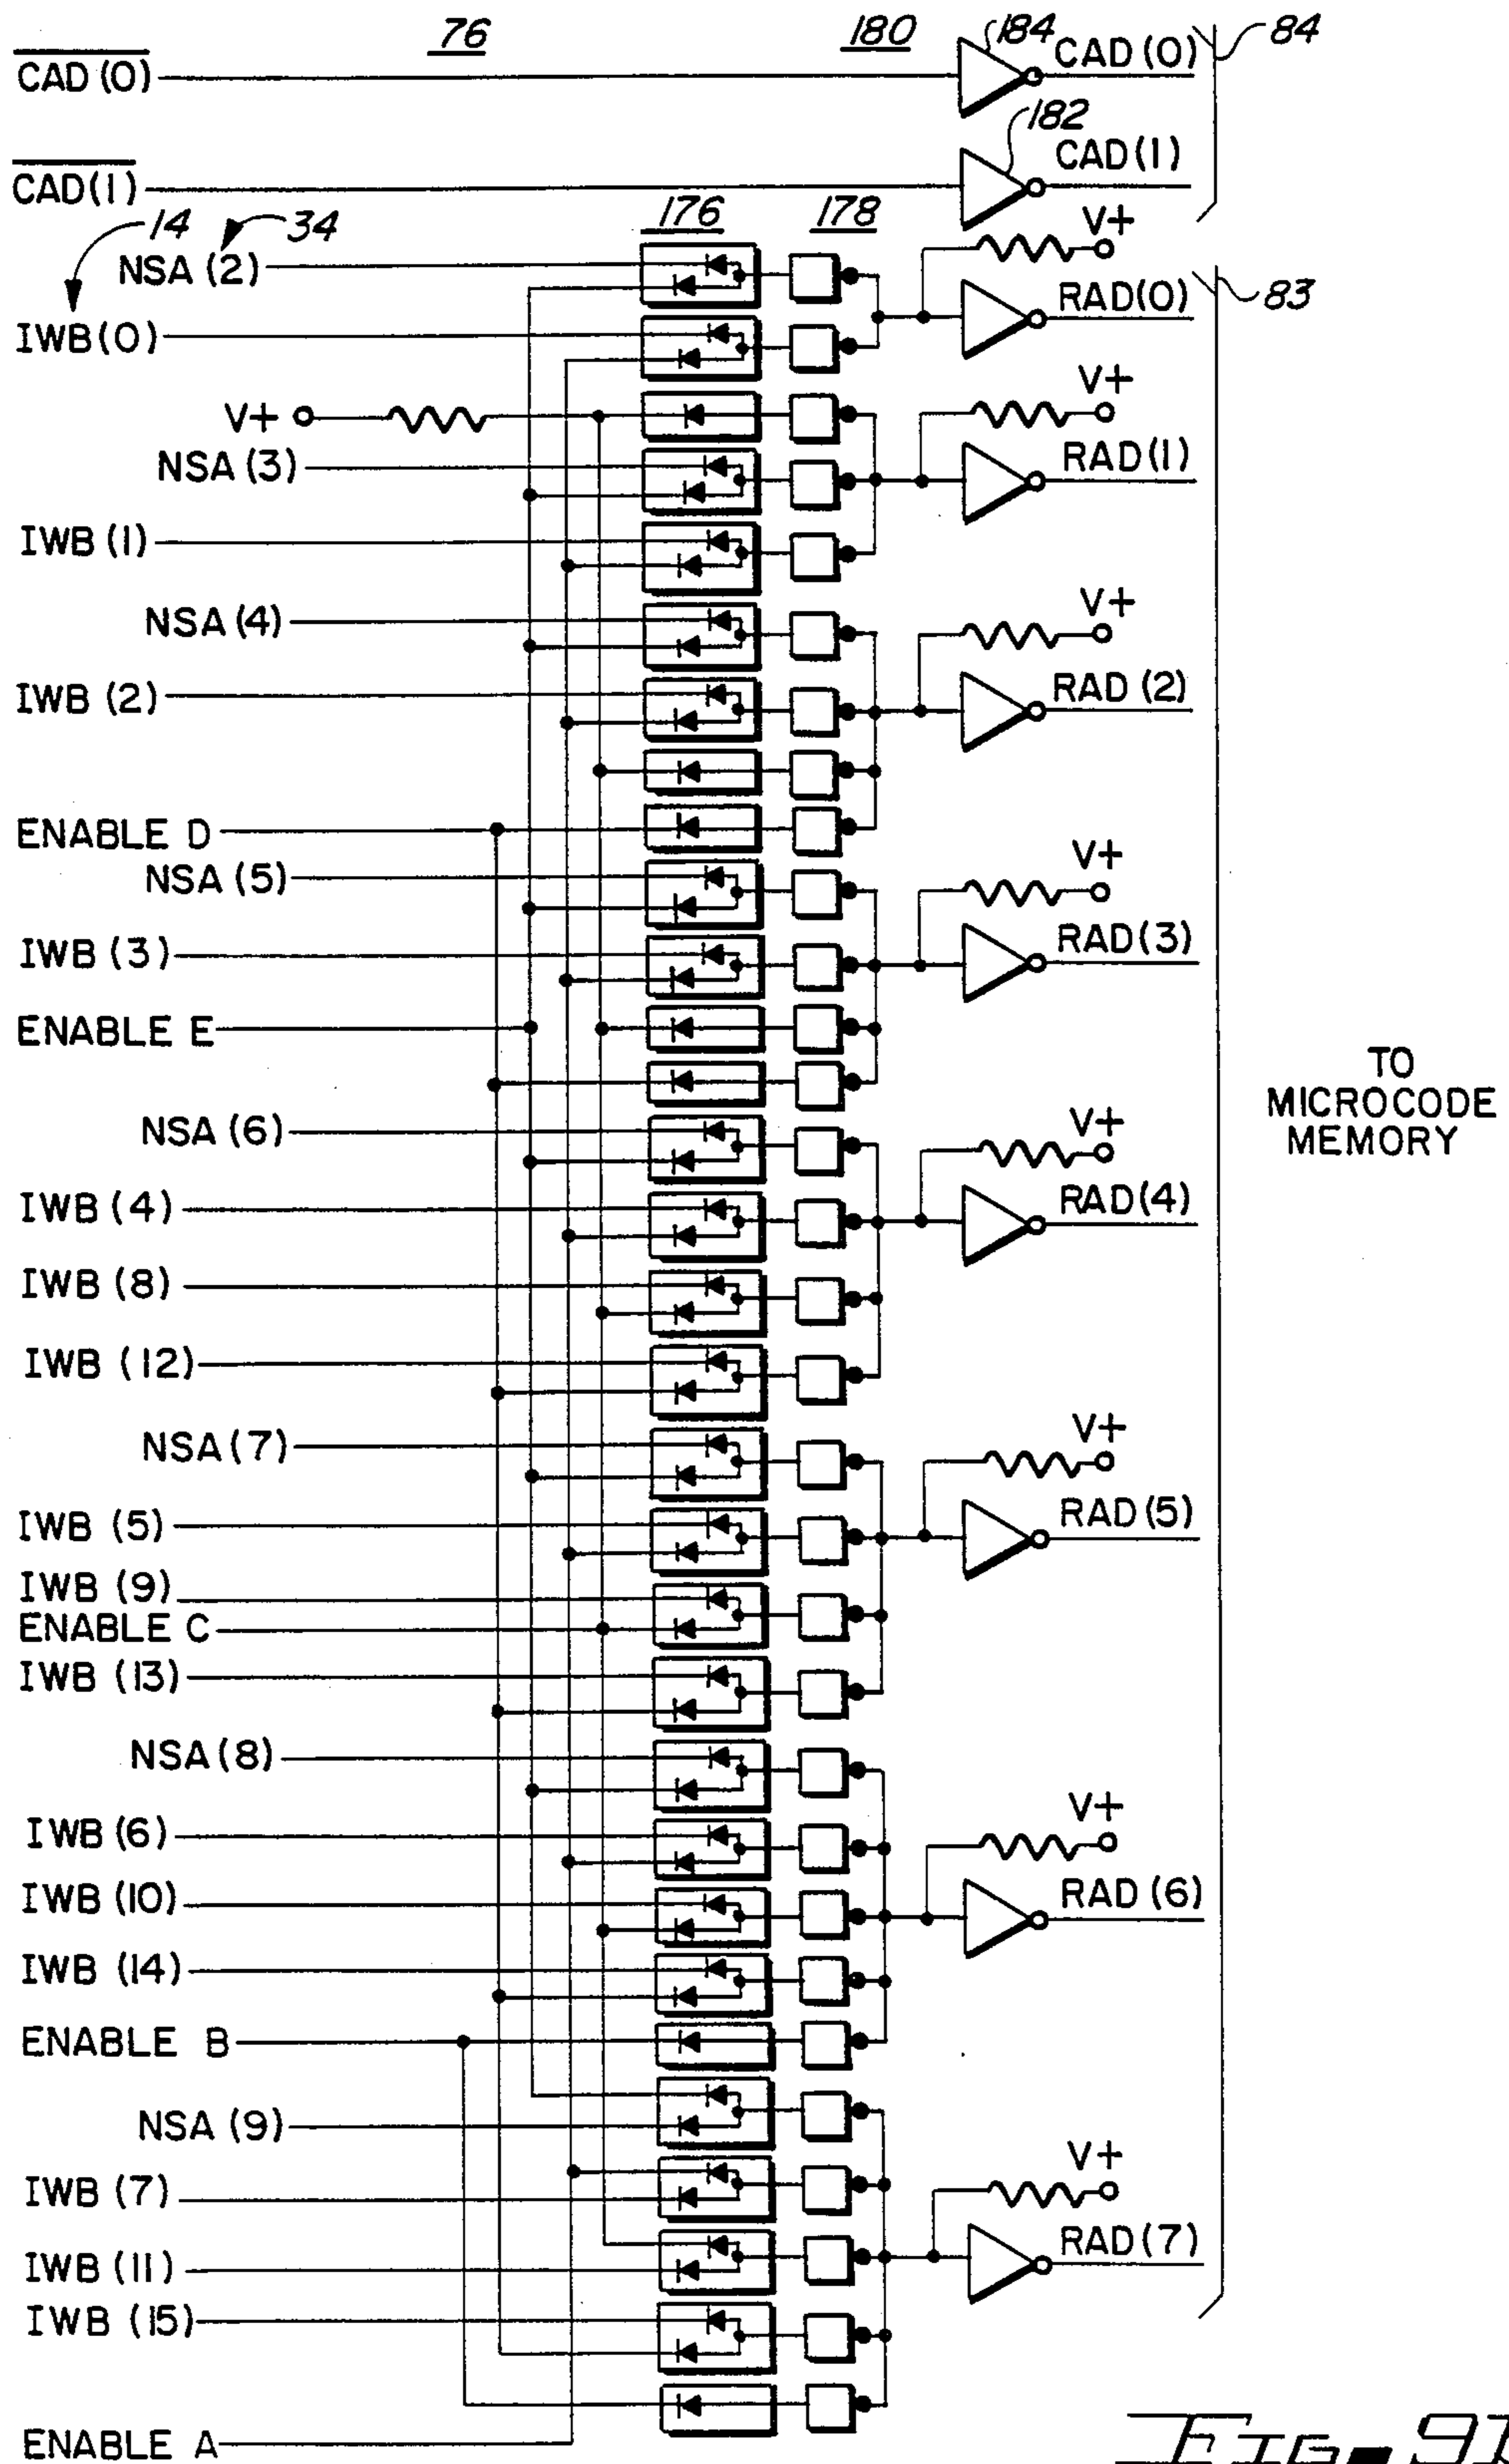 76
180
184
CAD(0)
84
CAD(0)
182
CAD(1)
CAD(1)
14
34
176
178
V+
NSA(2)
RAD(0)
83
IWB(0)
V+
V+
NSA(3)
RAD(1)
IWB(1)
V+
NSA(4)
IWB(2)
RAD(2)
ENABLE D
V+
NSA(5)
IWB(3)
RAD(3)
ENABLE E
TO
MICROCODE
MEMORY
V+
NSA(6)
IWB(4)
RAD(4)
IWB(8)
IWB(12)
V+
NSA(7)
IWB(5)
RAD(5)
IWB(9)
ENABLE C
IWB(13)
NSA(8)
V+
IWB(6)
IWB(10)
RAD(6)
IWB(14)
ENABLE B
NSA(9)
V+
IWB(7)
RAD(7)
IWB(11)
IWB(15)
ENABLE A
FIG. 9